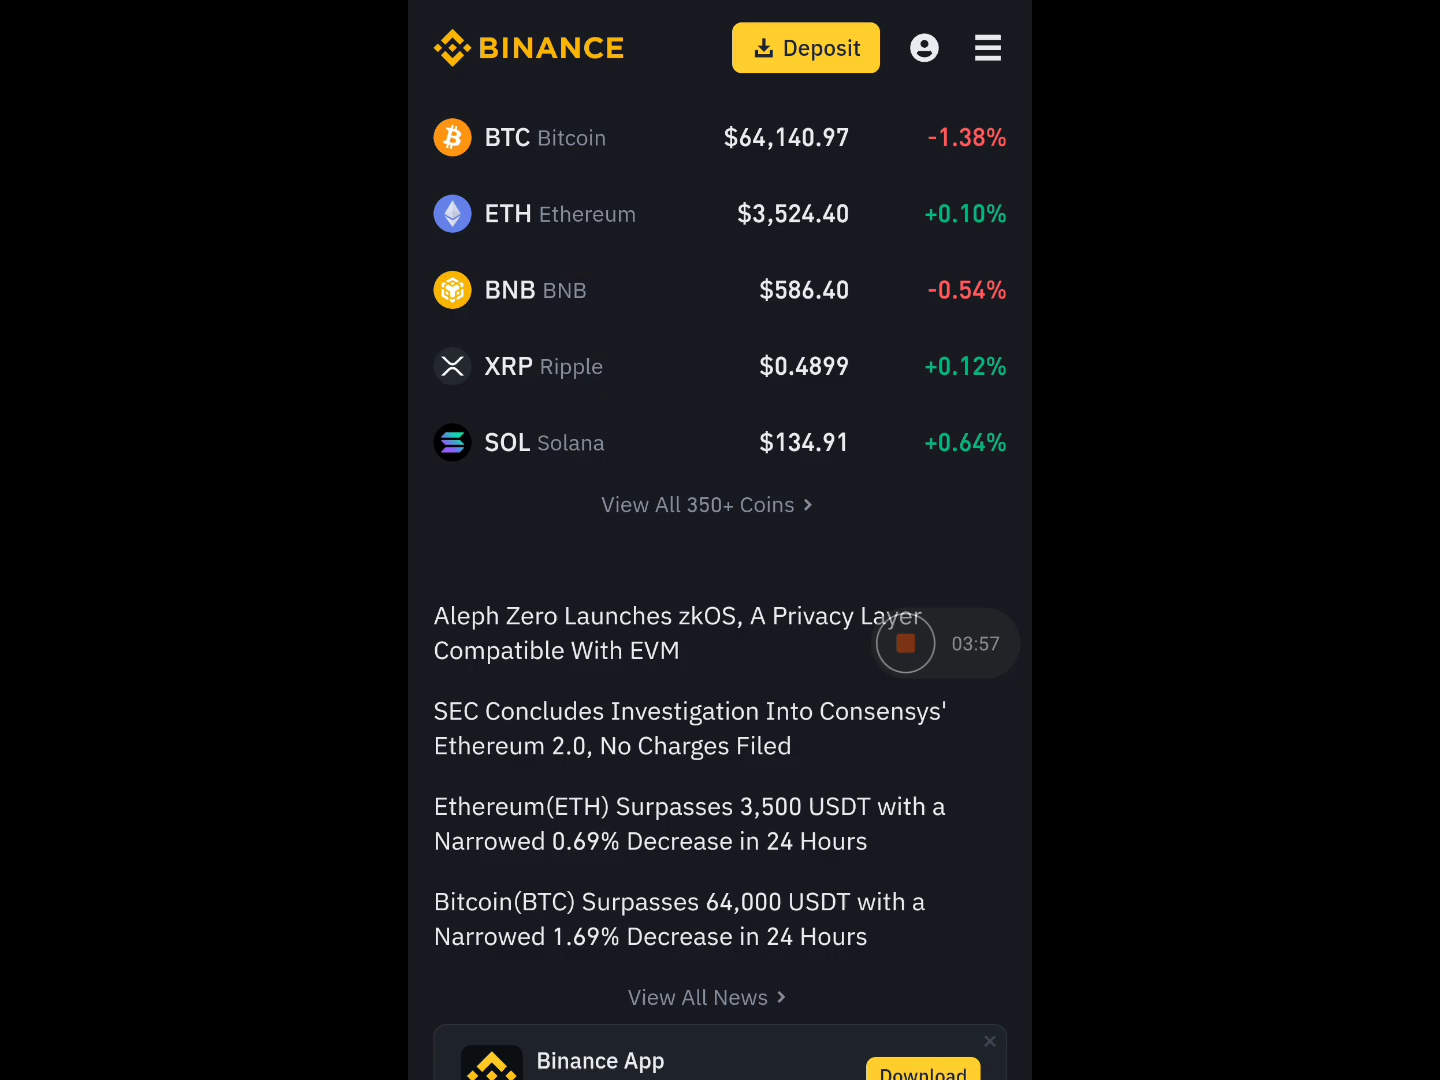 BINANCE Deposit
BTC Bitcoin $64,140.97 -1.38%
ETH Ethereum $3,524.40 +0.10%
BNB BNB $586.40 -0.54%
XRP Ripple $0.4899 +0.12%
SOL Solana $134.91 +0.64%
View All 350+ Coins
Aleph Zero Launches zkOS, A Privacy Layer
Compatible With EVM
03:57
SEC Concludes Investigation Into Consensys'
Ethereum 2.0, No Charges Filed
Ethereum(ETH) Surpasses 3,500 USDT with a
Narrowed 0.69% Decrease in 24 Hours
Bitcoin(BTC) Surpasses 64,000 USDT with a
Narrowed 1.69% Decrease in 24 Hours
View All News
Binance App
Download